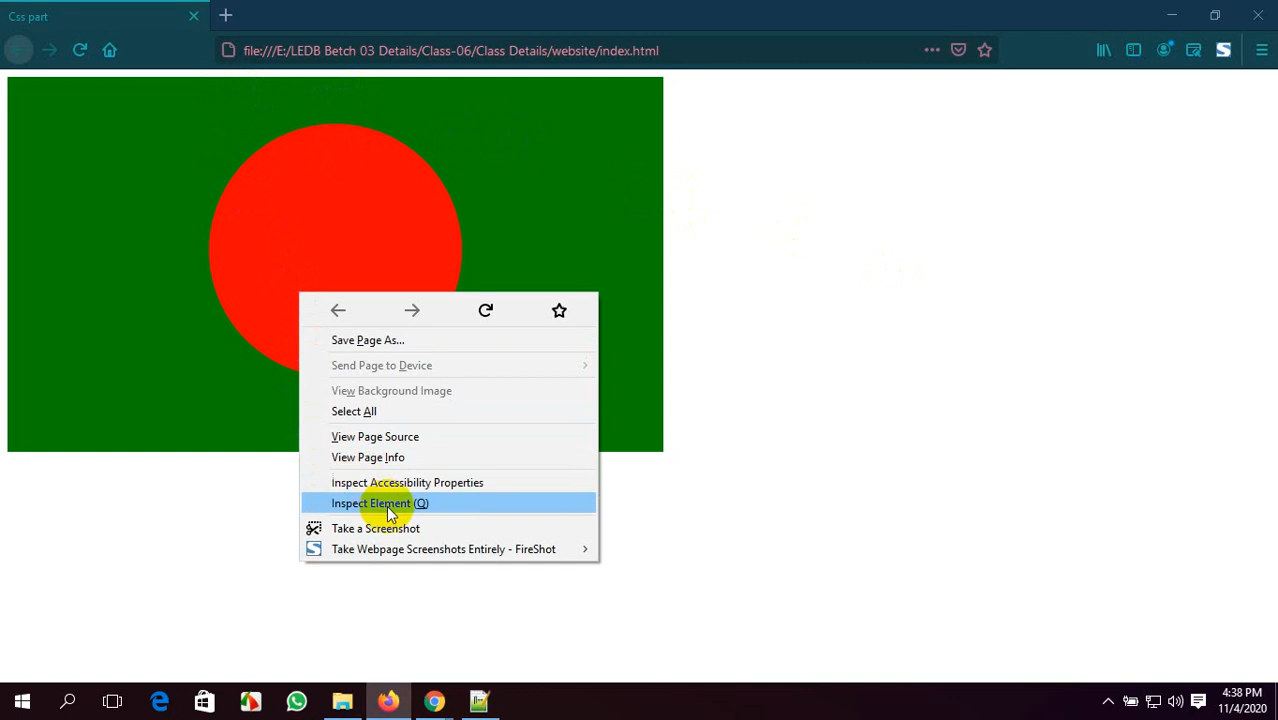 Css part
file:///E:/LEDB Betch 03 Details/Class-06/Class Details/website/index.html
Save Page As...
Send Page to Device
View Background Image
Select All
View Page Source
View Page Info
Inspect Accessibility Properties
Inspect Element (Q)
Take a Screenshot
Take Webpage Screenshots Entirely - FireShot
4:38 PM
11/4/2020